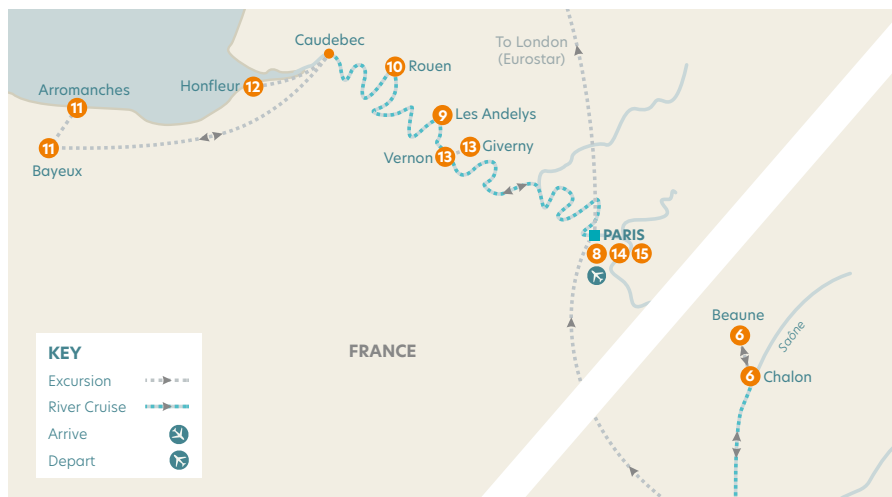 Caudebec
To London
(Eurostar)
10 Rouen
Arromanches
11
Honfleur 12
9 Les Andelys
11
Bayeux
13 Giverny
Vernon 13
PARIS
8 14 15
Beaune
6
Saône
6 Chalon
FRANCE
KEY
Excursion
River Cruise
Arrive
Depart